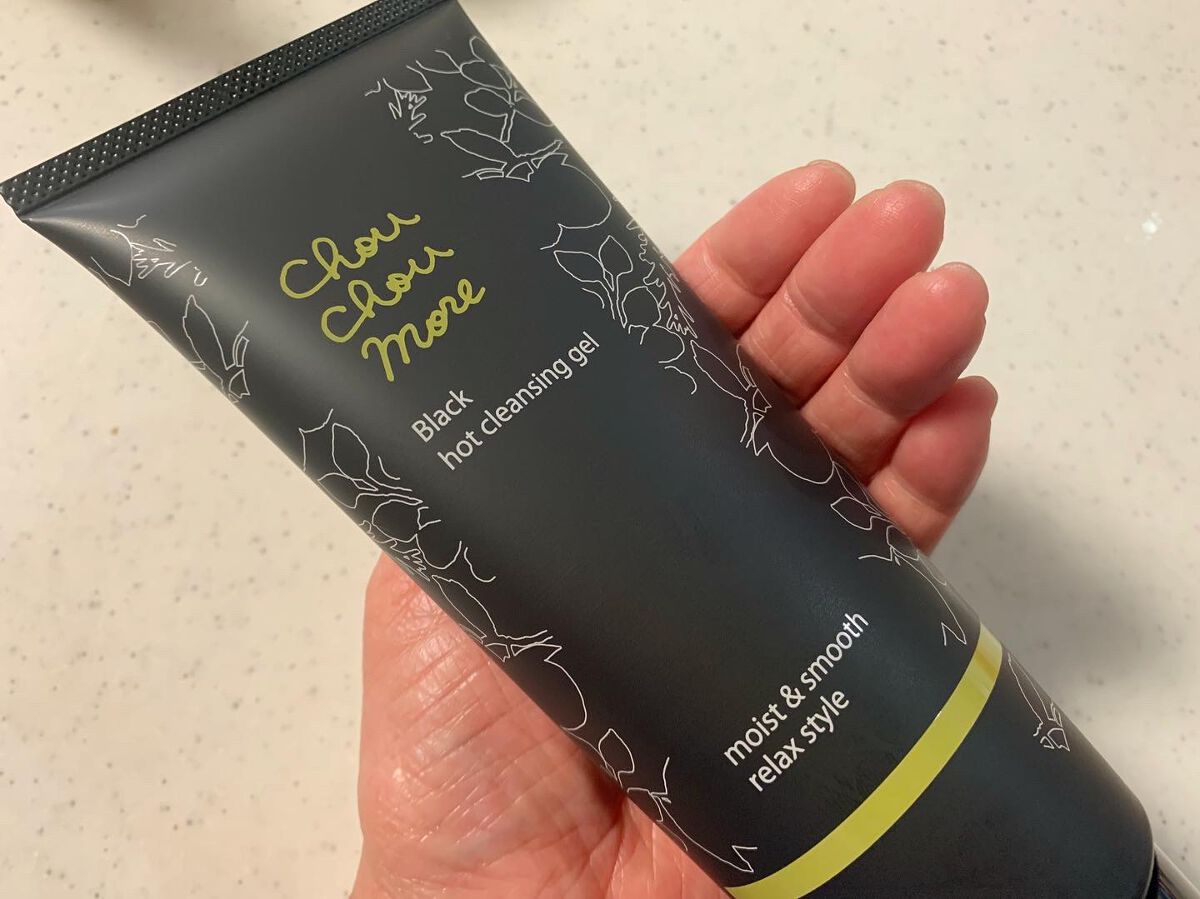 Chou
Chou
more
Black
hot cleansing gel
moist & smooth
relax style